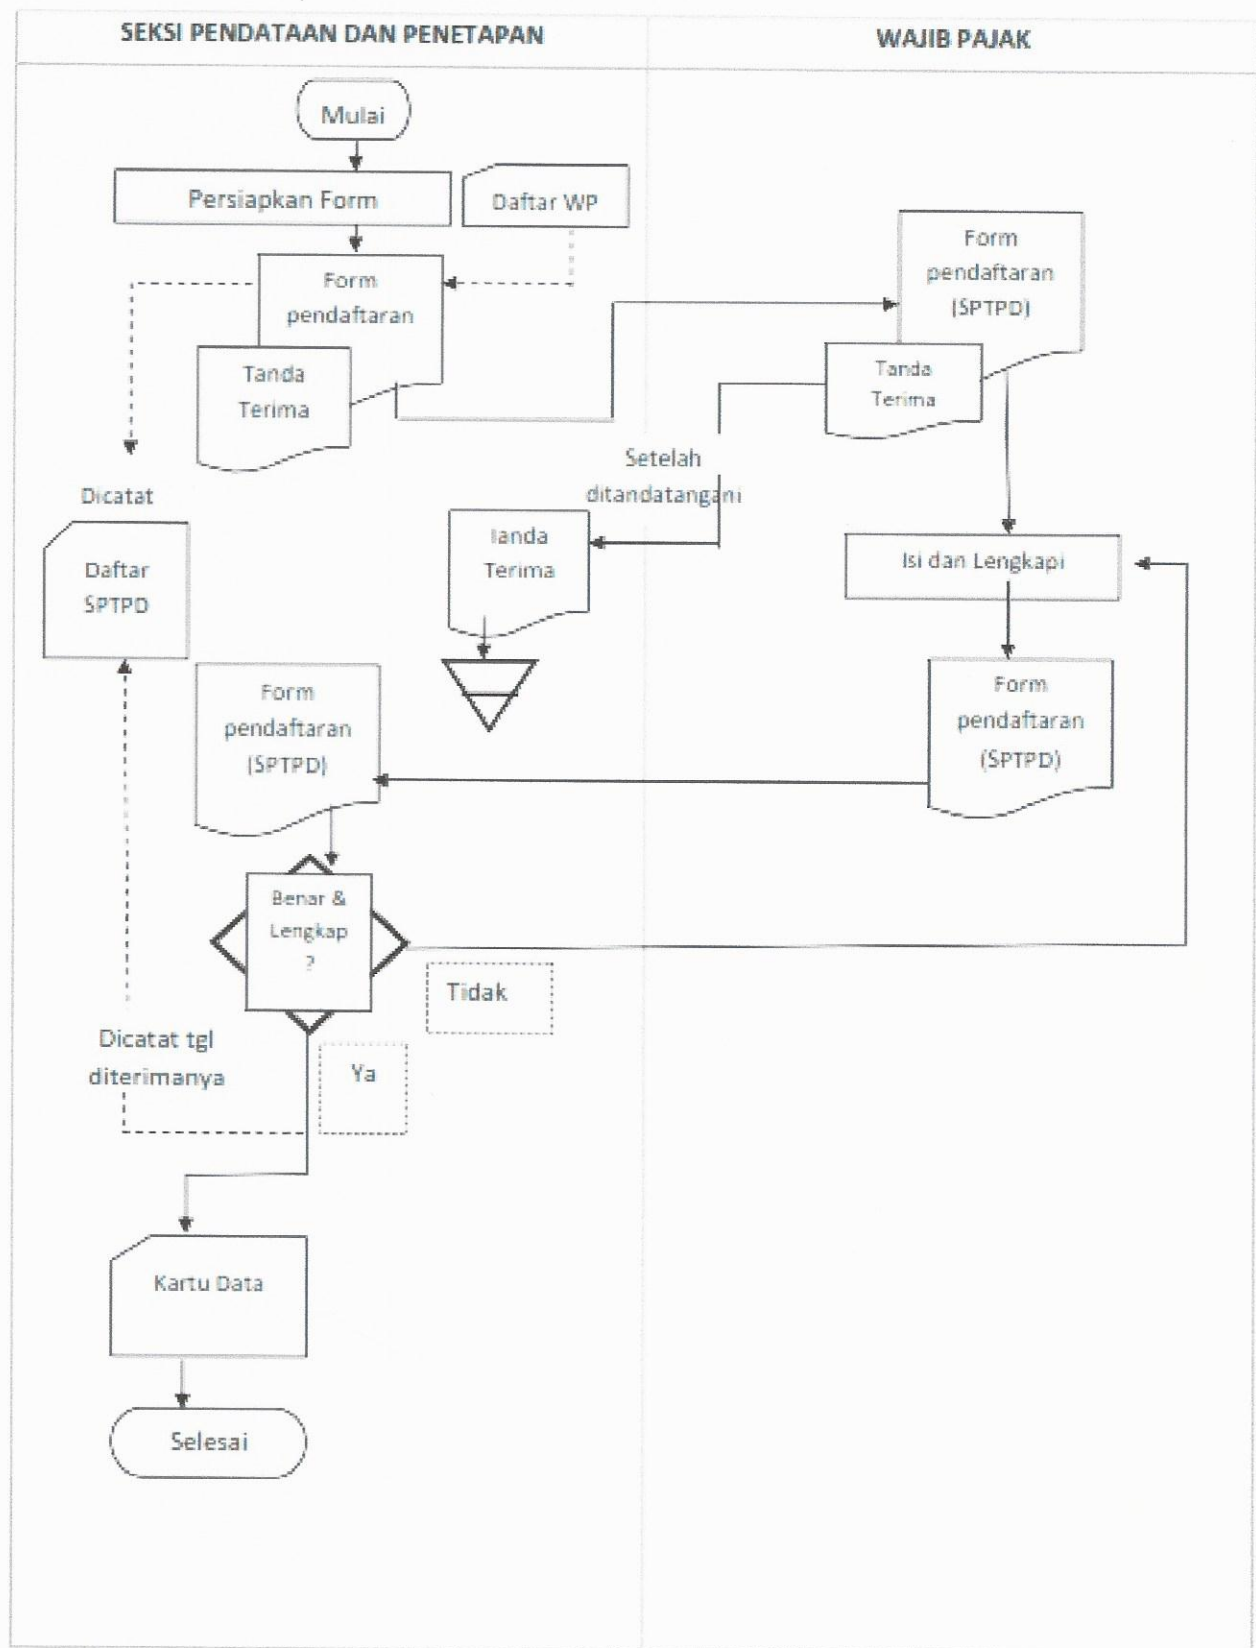 SEKSI PENDATAAN DAN PENETAPAN
WAJIB PAJAK
Mulai
Persiapkan Form
Daftar WP
Form
pendaftaran
Tanda
Terima
Form
pendaftaran
(SPTPD)
Tanda
Terima
Setelah
ditandatangani
Dicatat
Daftar
SPTPD
Tanda
Terima
Isi dan Lengkapi
Form
pendaftaran
(SPTPD)
Form
pendaftaran
(SPTPD)
Benar &
Lengkap
?
Tidak
Dicatat tgl
diterimanya
Ya
Kartu Data
Selesai